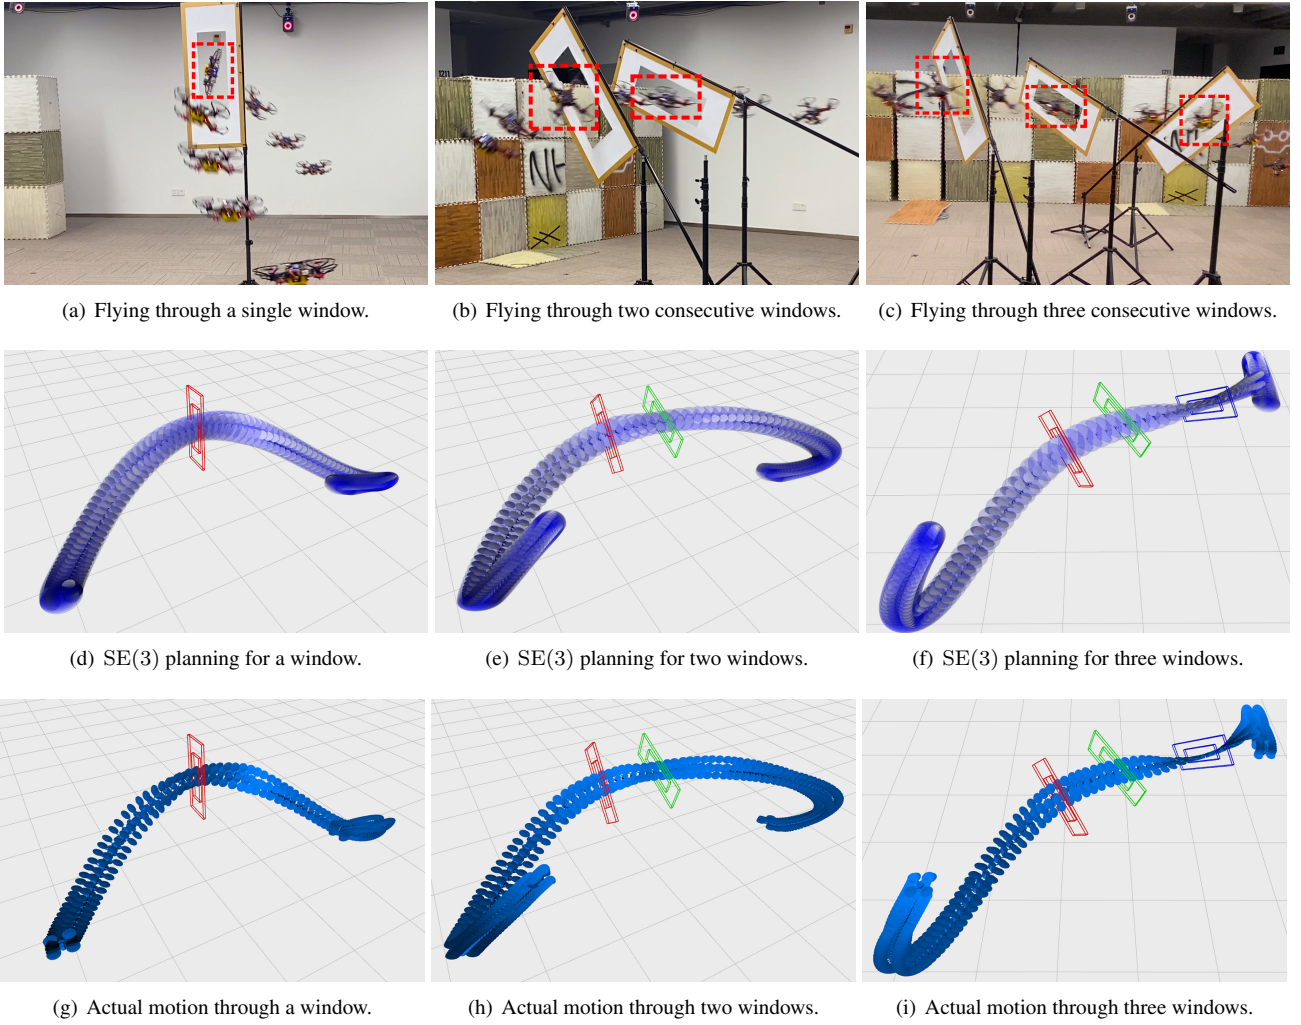 1211
1211
(a) Flying through a single window.
(b) Flying through two consecutive windows.
(c) Flying through three consecutive windows.
(d) SE(3) planning for a window.
(e) SE(3) planning for two windows.
(f) SE(3) planning for three windows.
(g) Actual motion through a window.
(h) Actual motion through two windows.
(i) Actual motion through three windows.